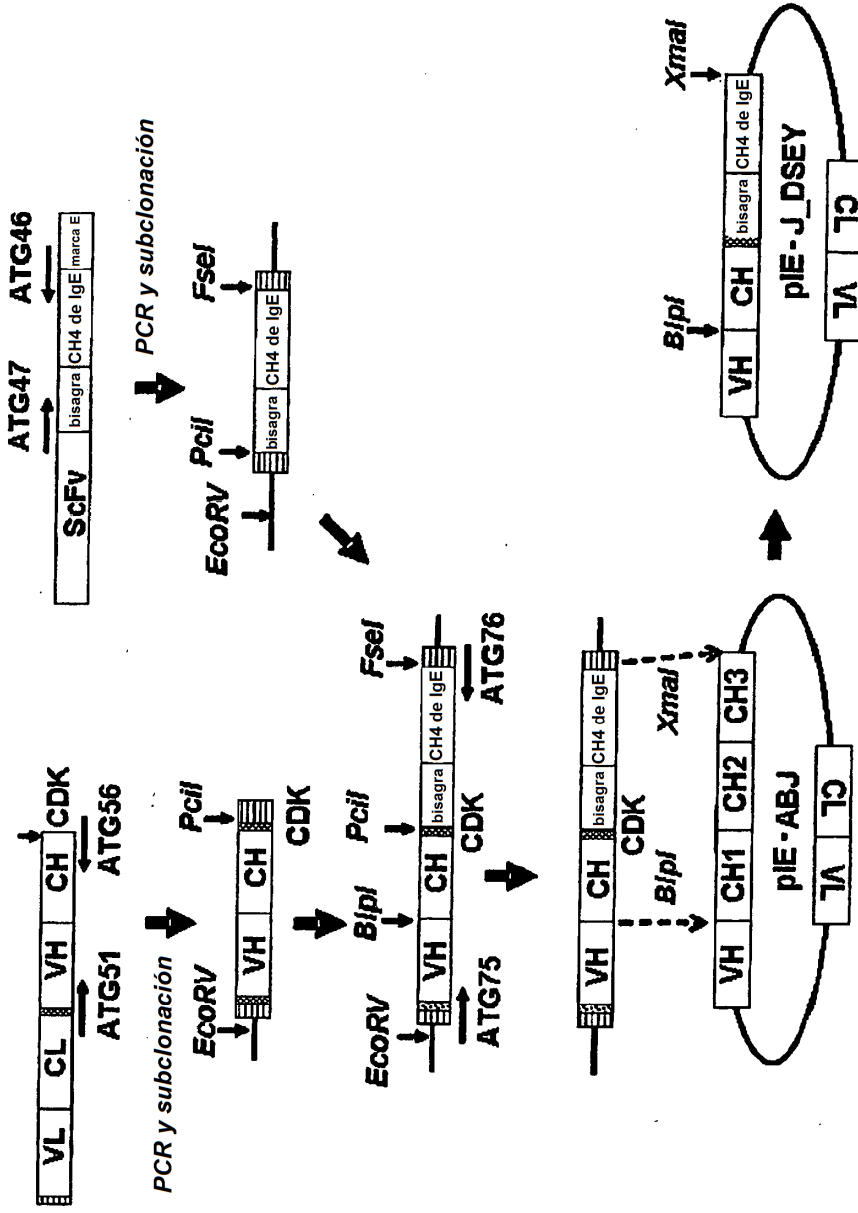 VL CL VH CH
CDK
ATG51
ATG56
PCR y subclonación
EcoRV
PciI
VH CH
CDK
ScFv bisagra CH4 de IgE marca E
ATG47
ATG46
PCR y subclonación
EcoRV
PciI
FseI
bisagra CH4 de IgE
EcoRV
BlpI
PciI
FseI
VH CH bisagra CH4 de IgE
ATG75
CDK
ATG76
VH CH bisagra CH4 de IgE
CDK
BlpI
XmaI
VH CH1 CH2 CH3
pIE-ABJ
VL CL
BlpI
XmaI
VH CH bisagra CH4 de IgE
pIE-J_DSEY
VL CL